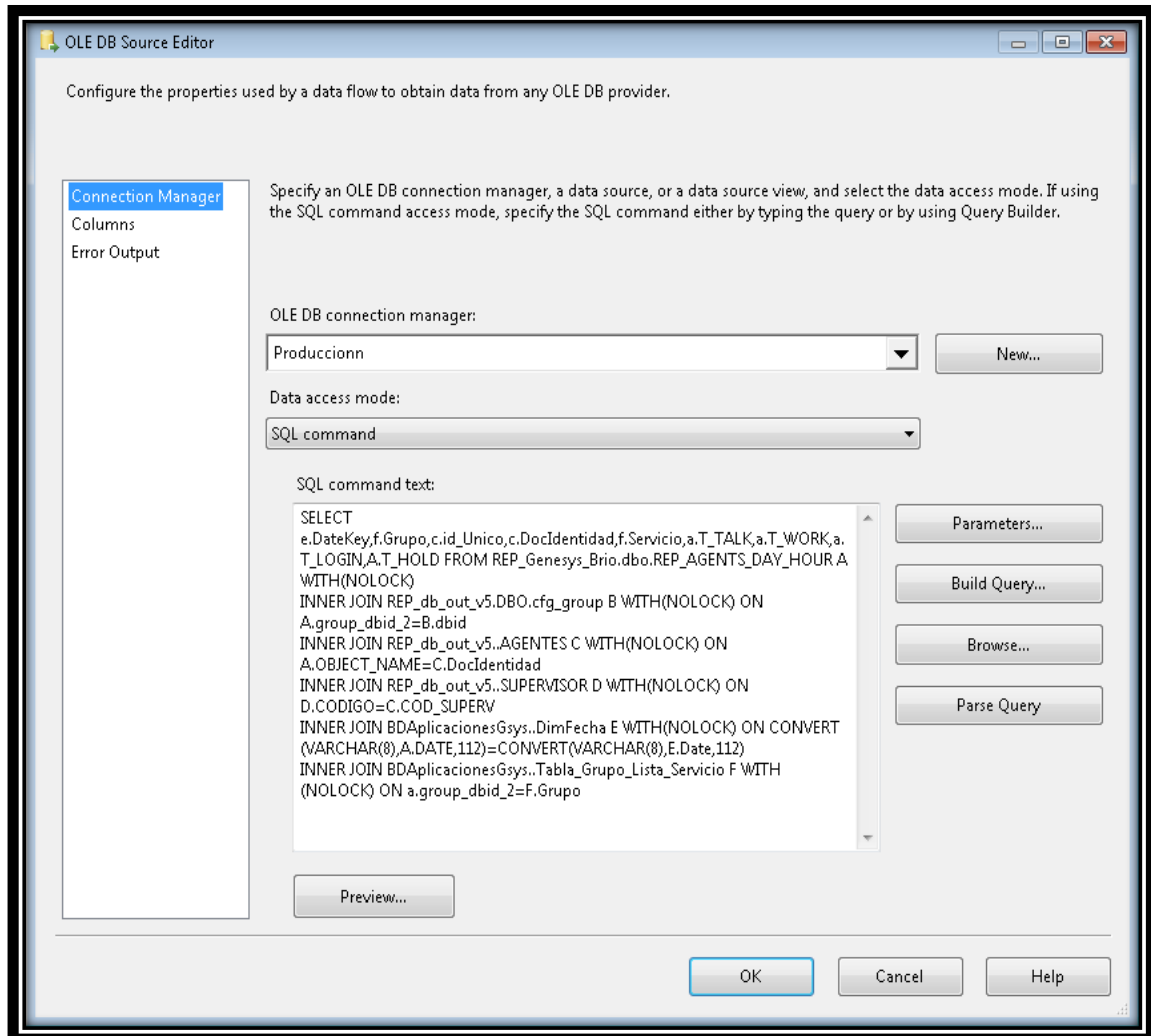 OLE DB Source Editor
Configure the properties used by a data flow to obtain data from any OLE DB provider.
Connection Manager
Columns
Error Output
Specify an OLE DB connection manager, a data source, or a data source view, and select the data access mode. If using
the SQL command access mode, specify the SQL command either by typing the query or by using Query Builder.
OLE DB connection manager:
Produccionn
New...
Data access mode:
SQL command
SQL command text:
SELECT
e.DateKey,f.Grupo,c.id_Unico,c.DocIdentidad,f.Servicio,a.T_TALK,a.T_WORK,a.
T_LOGIN,A.T_HOLD FROM REP_Genesys_Brio.dbo.REP_AGENTS_DAY_HOUR A
WITH(NOLOCK)
INNER JOIN REP_db_out_v5.DBO.cfg_group B WITH(NOLOCK) ON
A.group_dbid_2=B.dbid
INNER JOIN REP_db_out_v5..AGENTES C WITH(NOLOCK) ON
A.OBJECT_NAME=C.DocIdentidad
INNER JOIN REP_db_out_v5..SUPERVISOR D WITH(NOLOCK) ON
D.CODIGO=C.COD_SUPERV
INNER JOIN BDAplicacionesGsys..DimFecha E WITH(NOLOCK) ON CONVERT
(VARCHAR(8),A.DATE,112)=CONVERT(VARCHAR(8),E.Date,112)
INNER JOIN BDAplicacionesGsys..Tabla_Grupo_Lista_Servicio F WITH
(NOLOCK) ON a.group_dbid_2=F.Grupo
Parameters...
Build Query...
Browse...
Parse Query
Preview...
OK
Cancel
Help